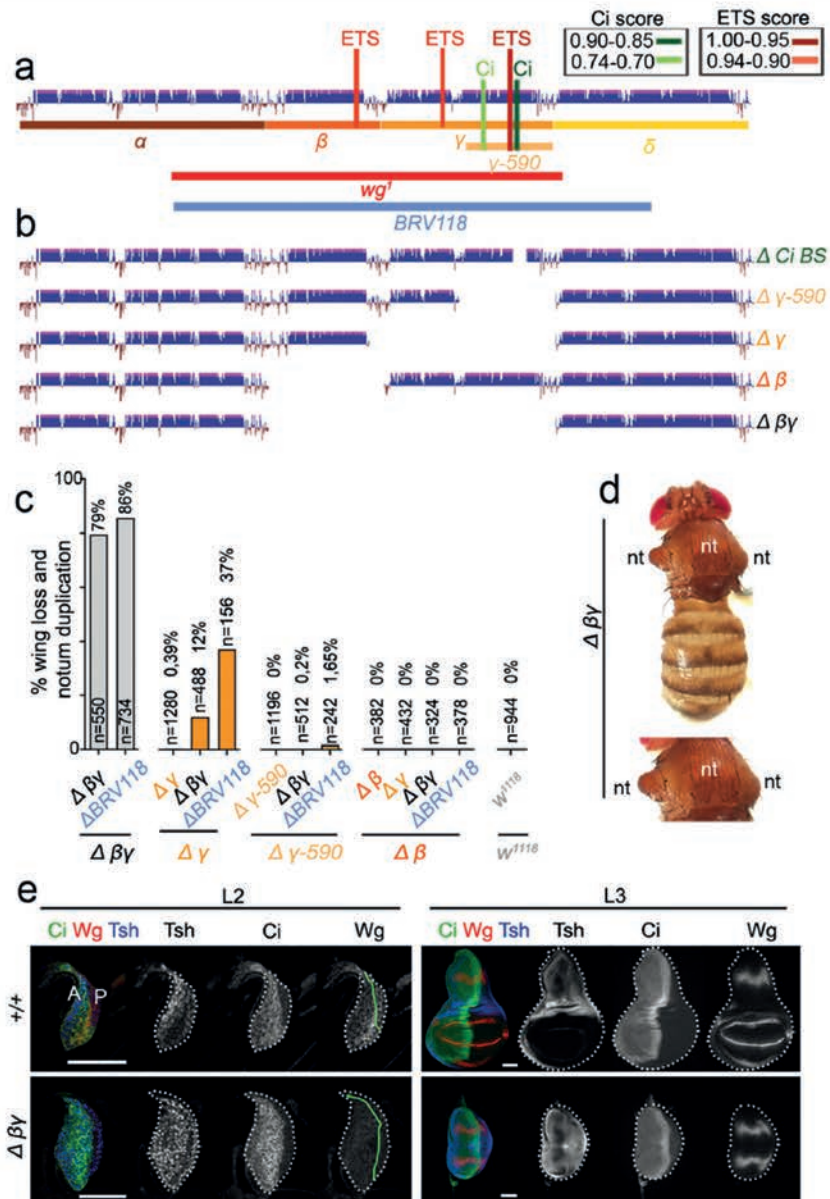 Ci score
0.90-0.85
0.74-0.70
ETS score
1.00-0.95
0.94-0.90
a
ETS ETS ETS
Ci Ci
α β γ δ
γ-590
wg¹
BRV118
b
Δ Ci BS
Δ γ-590
Δ γ
Δ β
Δ βγ
c
% wing loss and
notum duplication
100
0
n=550 79%
n=734 86%
n=1280 0,39%
n=488 12%
n=156 37%
n=1196 0%
n=512 0,2%
n=242 1,65%
n=382 0%
n=432 0%
n=324 0%
n=378 0%
n=944 0%
Δ βγ
ΔBRV118
Δ γ
Δ βγ
ΔBRV118
Δ γ-590
Δ βγ
ΔBRV118
Δ β
Δ γ
Δ βγ
ΔBRV118
W¹¹¹⁸
Δ βγ
Δ γ
Δ γ-590
Δ β
W¹¹¹⁸
d
Δ βγ
nt nt nt
nt nt nt
e
L2 L3
Ci Wg Tsh Tsh Ci Wg
Ci Wg Tsh Tsh Ci Wg
+/+
A P
Δ βγ